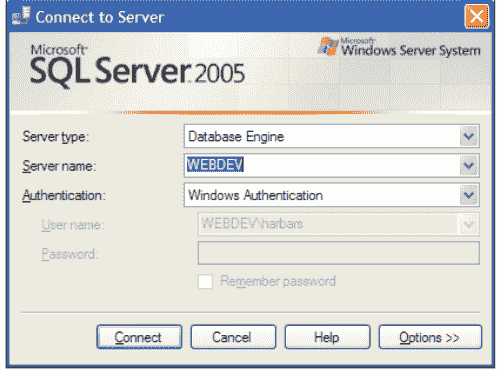 Connect to Server
Microsoft
SQL Server 2005
Microsoft
Windows Server System
Server type: Database Engine
Server name: WEBDEV
Authentication: Windows Authentication
User name: WEBDEV\harbars
Password:
Remember password
Connect Cancel Help Options >>